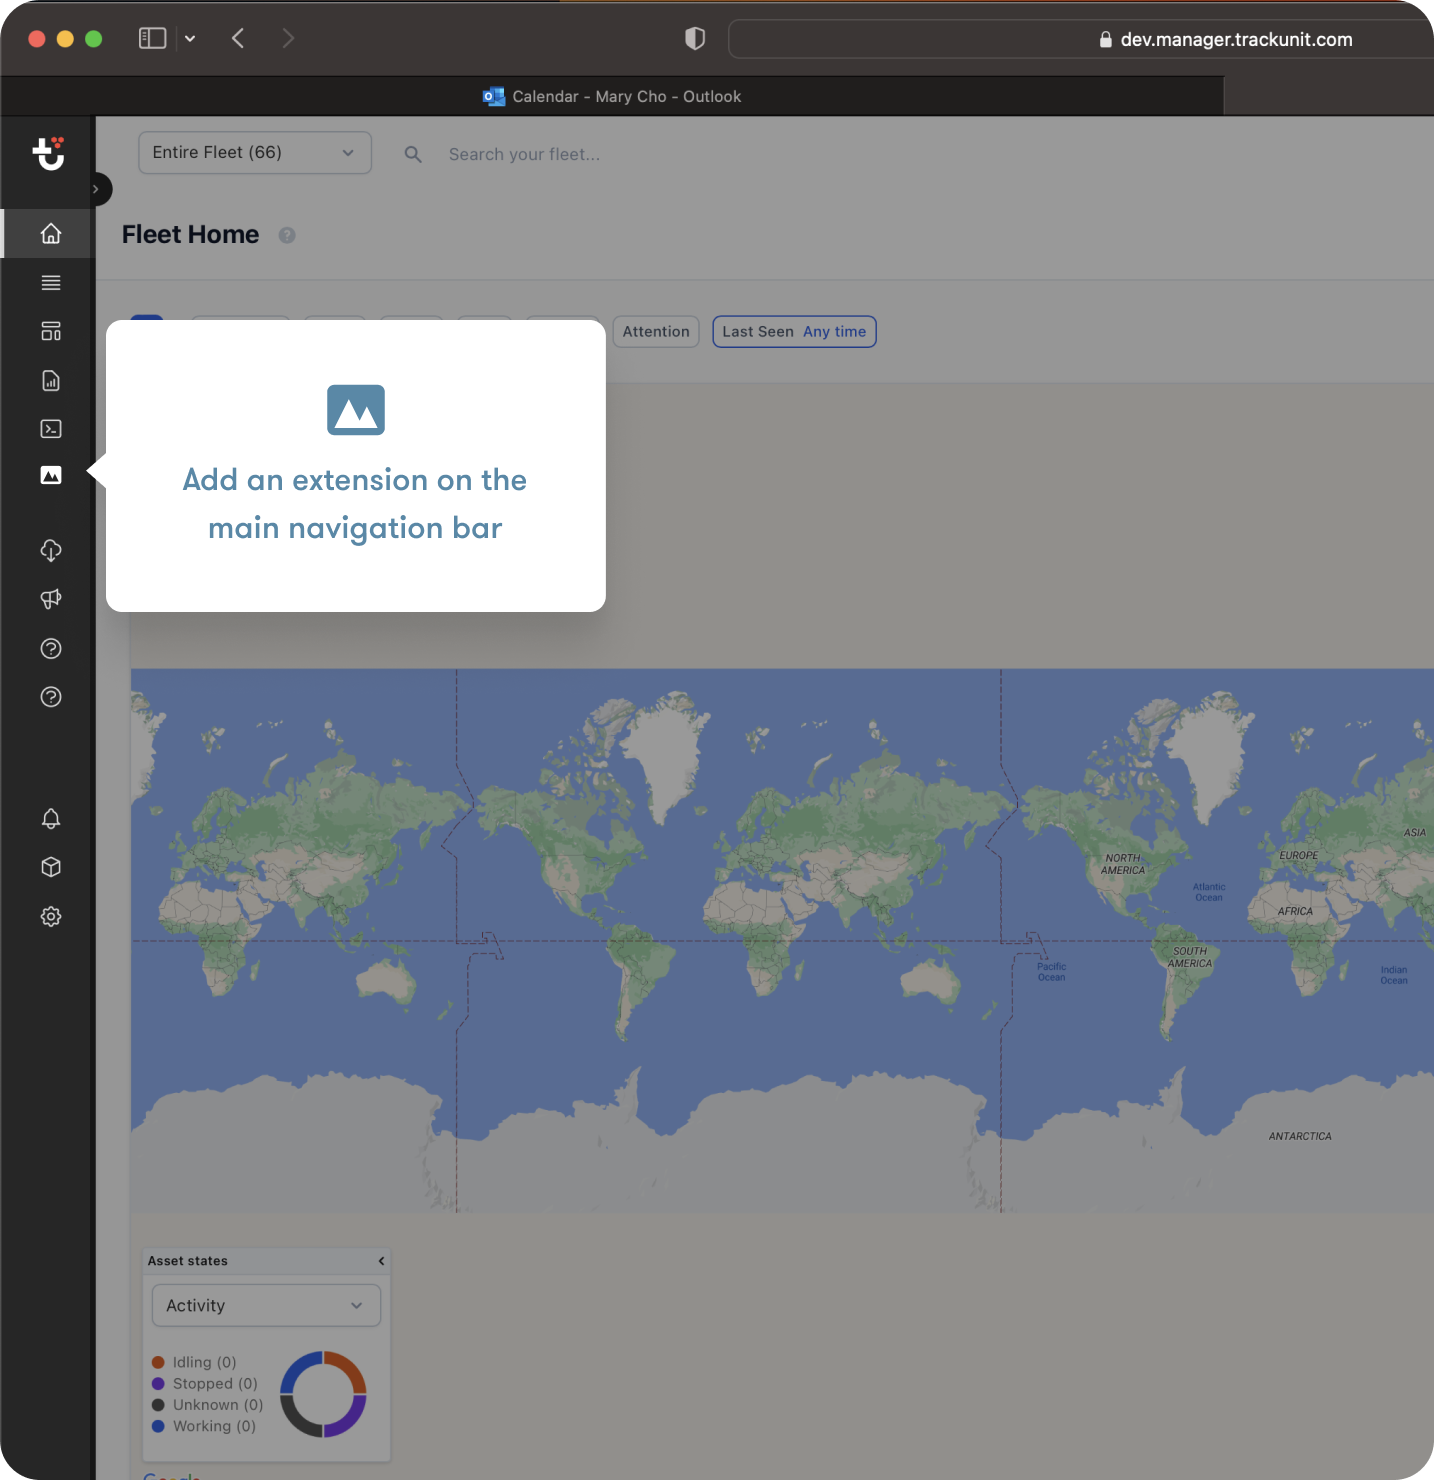 dev.manager.trackunit.com
Calendar - Mary Cho - Outlook
Entire Fleet (66)
Search your fleet...
Fleet Home
Attention
Last Seen Any time
Add an extension on the
main navigation bar
ASIA
EUROPE
NORTH
AMERICA
Atlantic
Ocean
AFRICA
SOUTH
AMERICA
Pacific
Ocean
Indian
Ocean
ANTARCTICA
Asset states
Activity
Idling (0)
Stopped (0)
Unknown (0)
Working (0)